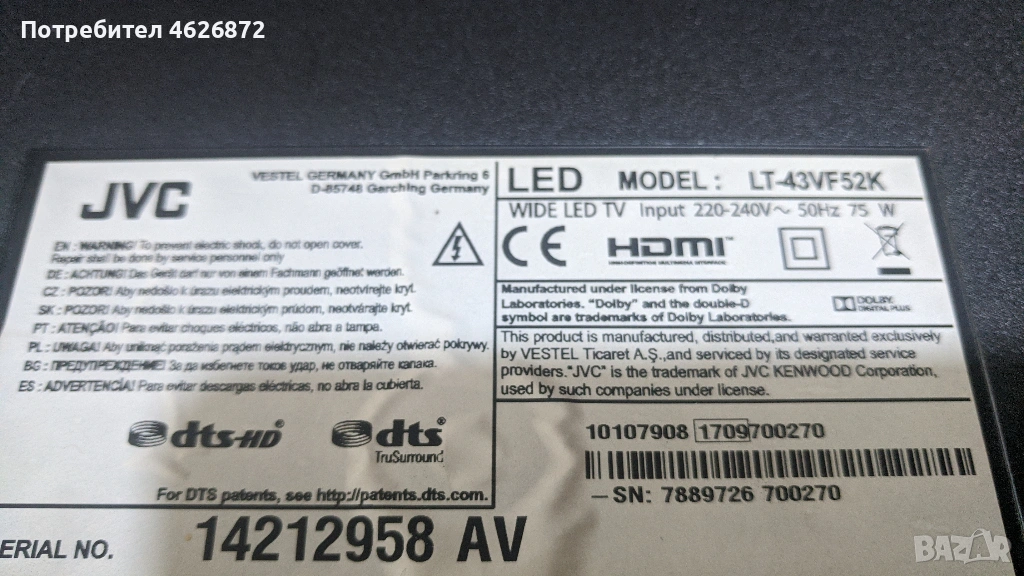 Потребител 4626872
JVC
VESTEL GERMANY GmbH Parkring 6
D-85748 Garching Germany
EN : WARNING! To prevent electric shock, do not open cover.
Repair shall be done by service personnel only
DE : ACHTUNG! Das Gerät darf nur von einem Fachmann geöffnet werden.
CZ : POZOR! Aby nedošlo k úrazu elektrickým proudem, neotvírejte kryt.
SK : POZOR! Aby nedošlo k úrazu elektrickým prúdom, neotvárajte kryt.
PT : ATENÇÃO! Para evitar choques eléctricos, não abra a tampa.
PL : UWAGA! Aby uniknąć porażenia prądem elektrycznym, nie należy otwierać pokrywy.
BG : ПРЕДУПРЕЖДЕНИЕ! За да избегнете токов удар, не отваряйте капака.
ES : ADVERTENCIA! Para evitar descargas eléctricas, no abra la cubierta.
dts-HD®
dts®
TruSurround
For DTS patents, see http://patents.dts.com.
LED MODEL : LT-43VF52K
WIDE LED TV Input 220-240V~ 50Hz 75 W
CE HDMI™
HIGH-DEFINITION MULTIMEDIA INTERFACE
Manufactured under license from Dolby
Laboratories. "Dolby" and the double-D
symbol are trademarks of Dolby Laboratories.
DOLBY
DIGITAL PLUS
This product is manufactured, distributed,and warranted exclusively
by VESTEL Ticaret A.Ş.,and serviced by its designated service
providers."JVC" is the trademark of JVC KENWOOD Corporation,
used by such companies under license.
10107908 1709700270
– SN: 7889726 700270
ERIAL NO. 14212958 AV
BAZAR